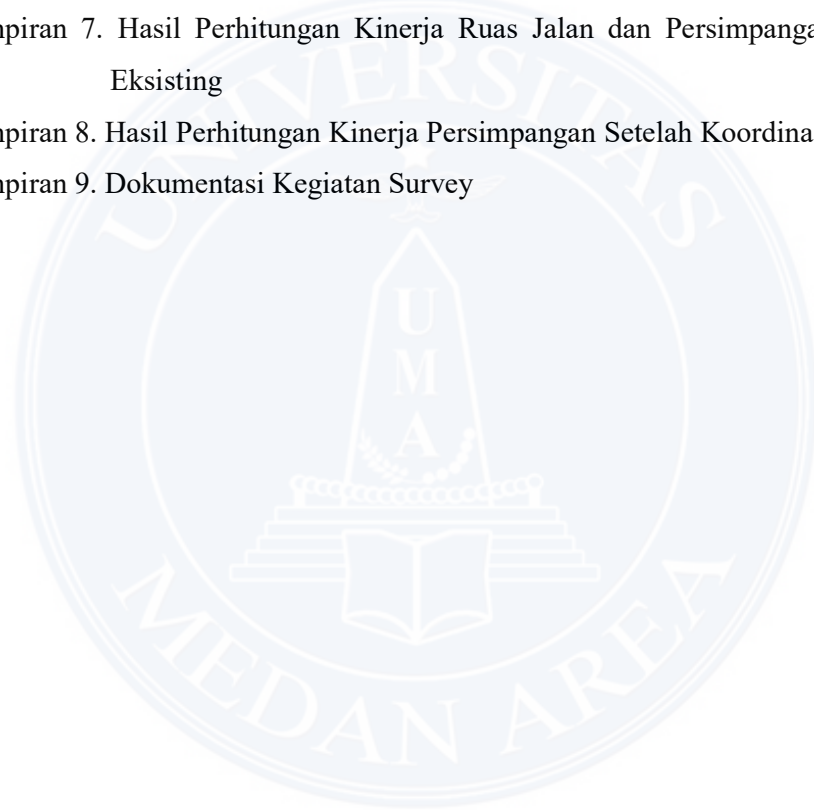 mpiran 7. Hasil Perhitungan Kinerja Ruas Jalan dan Persimpanga
Eksisting
mpiran 8. Hasil Perhitungan Kinerja Persimpangan Setelah Koordina
mpiran 9. Dokumentasi Kegiatan Survey
UNIVERSITAS
U
M
A
MEDAN AREA